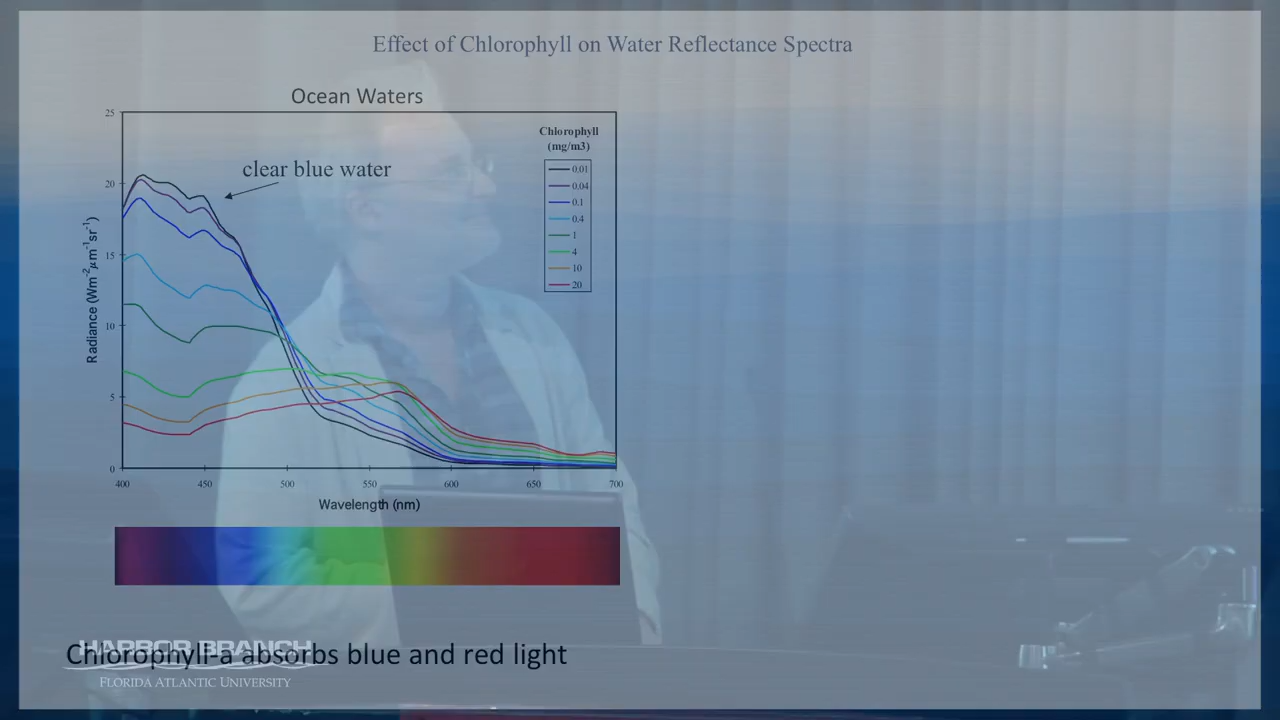 Effect of Chlorophyll on Water Reflectance Spectra
Ocean Waters
25
20
15
10
5
0
Radiance (Wm⁻²μm⁻¹sr⁻¹)
clear blue water
Chlorophyll
(mg/m3)
0.01
0.04
0.1
0.4
1
4
10
20
400 450 500 550 600 650 700
Wavelength (nm)
Chlorophyll-a absorbs blue and red light
HARBOR BRANCH
FLORIDA ATLANTIC UNIVERSITY